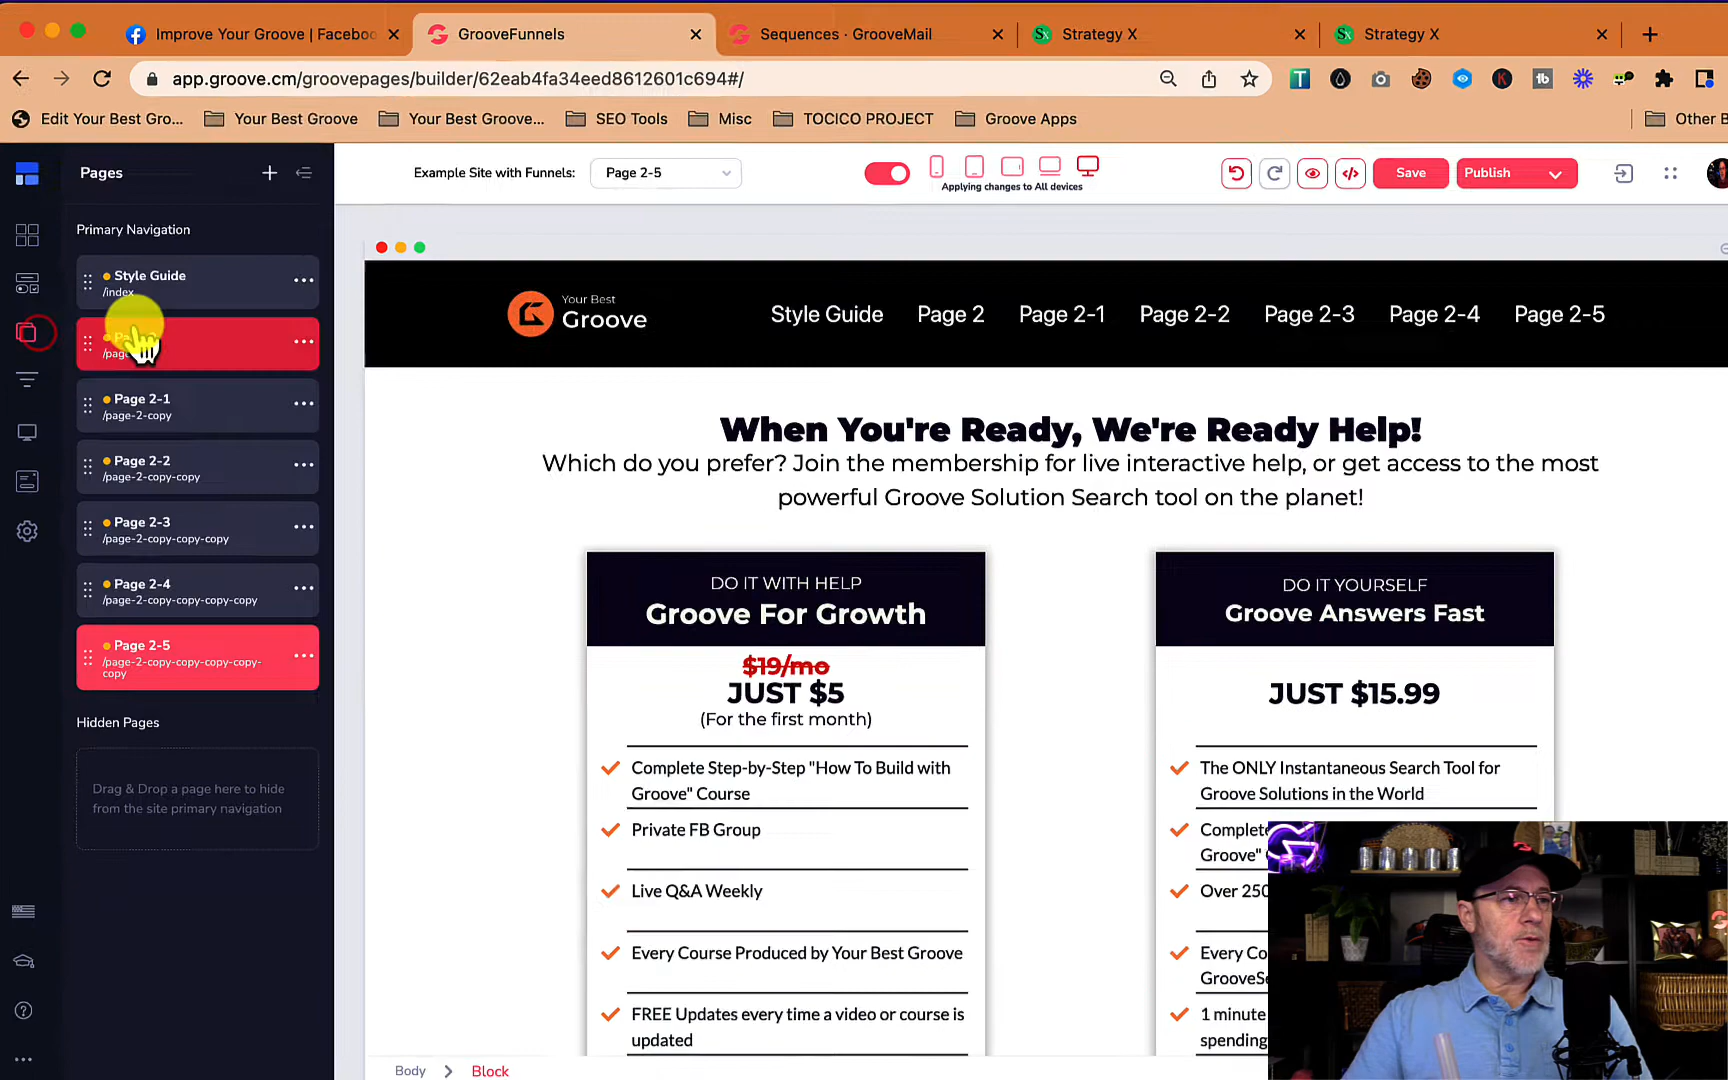 Improve Your Groove | Faceboo
GrooveFunnels
Sequences · GrooveMail
Strategy X
Strategy X
app.groove.cm/groovepages/builder/62eab4fa34eed8612601c694#/
Edit Your Best Gro...
Your Best Groove
Your Best Groove...
SEO Tools
Misc
TOCICO PROJECT
Groove Apps
Other B
Pages
Example Site with Funnels:
Page 2-5
Applying changes to All devices
Save
Publish
Primary Navigation
Style Guide
/index
/page
Page 2-1
/page-2-copy
Page 2-2
/page-2-copy-copy
Page 2-3
/page-2-copy-copy-copy
Page 2-4
/page-2-copy-copy-copy-copy
Page 2-5
/page-2-copy-copy-copy-copy-
copy
Hidden Pages
Drag & Drop a page here to hide
from the site primary navigation
Your Best
Groove
Style Guide
Page 2
Page 2-1
Page 2-2
Page 2-3
Page 2-4
Page 2-5
When You're Ready, We're Ready Help!
Which do you prefer? Join the membership for live interactive help, or get access to the most
powerful Groove Solution Search tool on the planet!
DO IT WITH HELP
Groove For Growth
$19/mo
JUST $5
(For the first month)
Complete Step-by-Step "How To Build with
Groove" Course
Private FB Group
Live Q&A Weekly
Every Course Produced by Your Best Groove
FREE Updates every time a video or course is
updated
DO IT YOURSELF
Groove Answers Fast
JUST $15.99
The ONLY Instantaneous Search Tool for
Groove Solutions in the World
Complete
Groove" C
Over 250
Every Co
GrooveSe
1 minute
spending
Body
Block